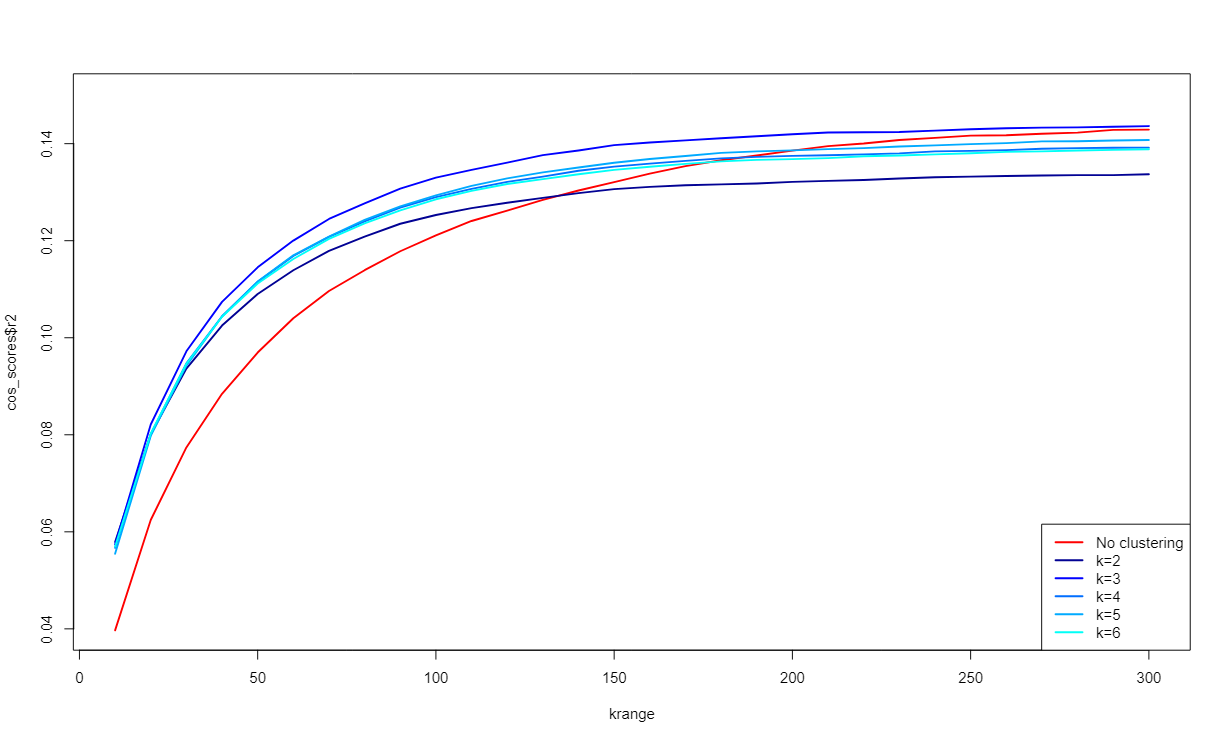 cos_scores$r2
0.14
0.12
0.10
0.08
0.06
0.04
No clustering
k=2
k=3
k=4
k=5
k=6
0 50 100 150 200 250 300
krange